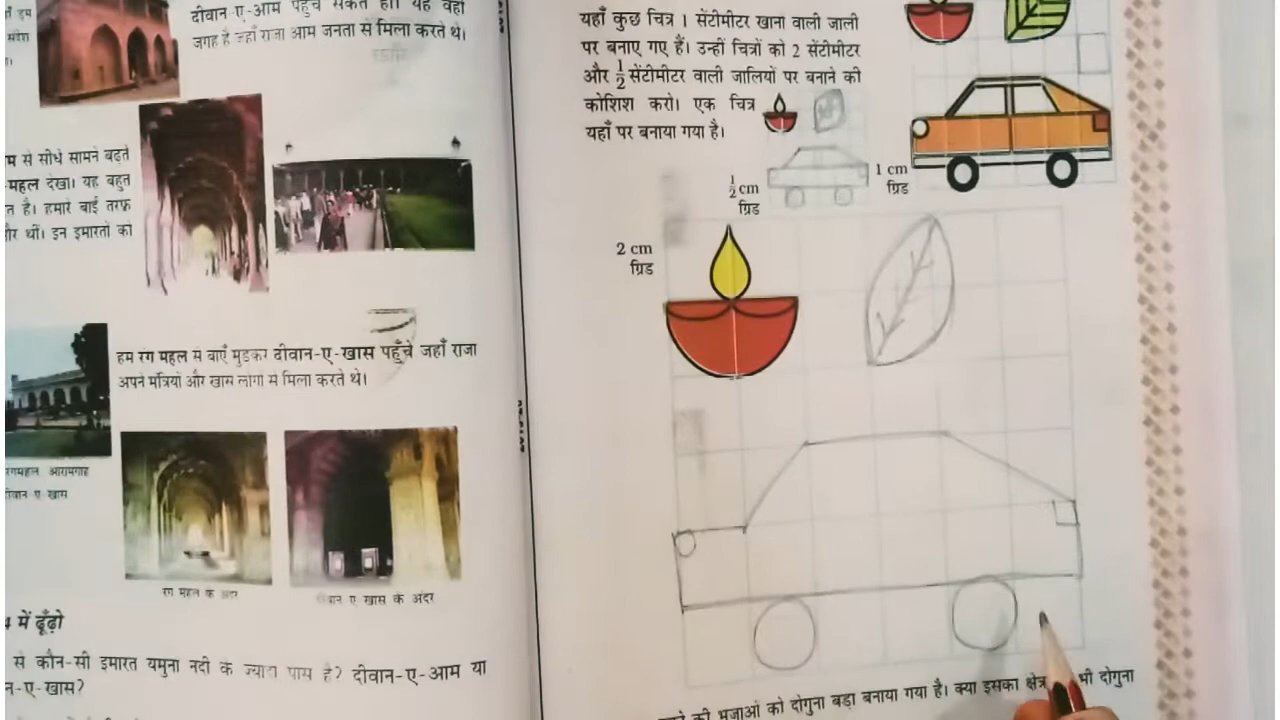 दीवान-ए-आम पहुंच सकते हो। यह वही
जगह है जहाँ राजा आम जनता से मिला करते थे।
म से सीधे सामने बढ़ते
महल देखा। यह बहुत
त है। हमारे बाईं तरफ़
और थीं। इन इमारतों को
हम रंग महल से बाएँ मुड़कर दीवान-ए-ख़ास पहुँचे जहाँ राजा
अपने मंत्रियों और ख़ास लोगों से मिला करते थे।
रंगमहल आरामगाह
दीवान ए ख़ास
रंग महल के अंदर
दीवान ए ख़ास के अंदर
4 में ढूँढ़ो
से कौन-सी इमारत यमुना नदी के ज़्यादा पास है? दीवान-ए-आम या
न-ए-ख़ास?
यहाँ कुछ चित्र 1 सेंटीमीटर खाना वाली जाली
पर बनाए गए हैं। उन्हीं चित्रों को 2 सेंटीमीटर
और 1/2 सेंटीमीटर वाली जालियों पर बनाने की
कोशिश करो। एक चित्र
यहाँ पर बनाया गया है।
1 cm
ग्रिड
1/2 cm
ग्रिड
2 cm
ग्रिड
की भुजाओं को दोगुना बड़ा बनाया गया है। क्या इसका क्षेत्र भी दोगुना